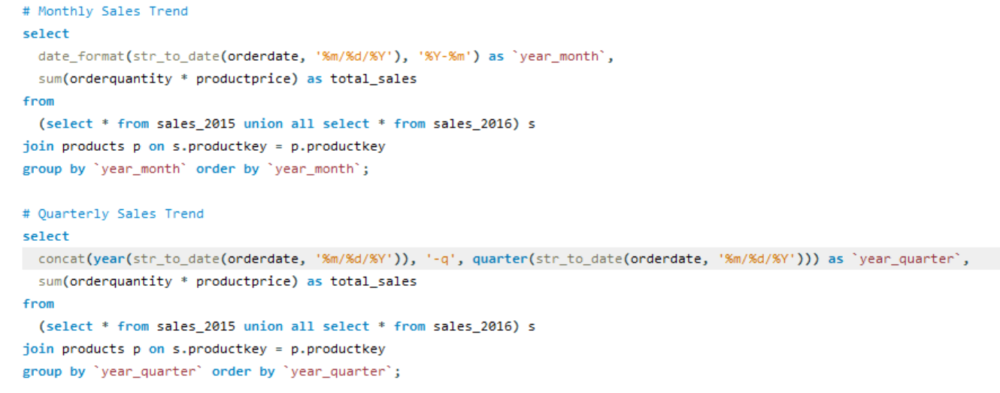 # Monthly Sales Trend
select
  date_format(str_to_date(orderdate, '%m/%d/%Y'), '%Y-%m') as `year_month`,
  sum(orderquantity * productprice) as total_sales
from
  (select * from sales_2015 union all select * from sales_2016) s
join products p on s.productkey = p.productkey
group by `year_month` order by `year_month`;

# Quarterly Sales Trend
select
  concat(year(str_to_date(orderdate, '%m/%d/%Y')), '-q', quarter(str_to_date(orderdate, '%m/%d/%Y'))) as `year_quarter`,
  sum(orderquantity * productprice) as total_sales
from
  (select * from sales_2015 union all select * from sales_2016) s
join products p on s.productkey = p.productkey
group by `year_quarter` order by `year_quarter`;